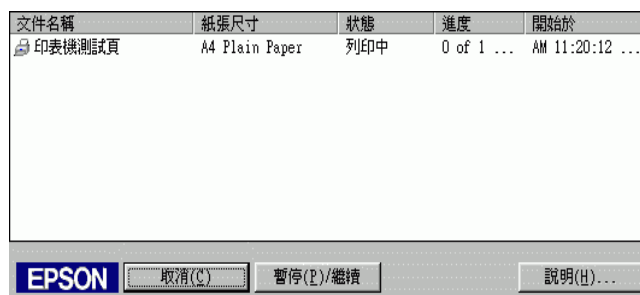 文件名稱 紙張尺寸 狀態 進度 開始於
印表機測試頁 A4 Plain Paper 列印中 0 of 1 ... AM 11:20:12 ...
EPSON 取消(C) 暫停(P)/繼續 說明(H)...